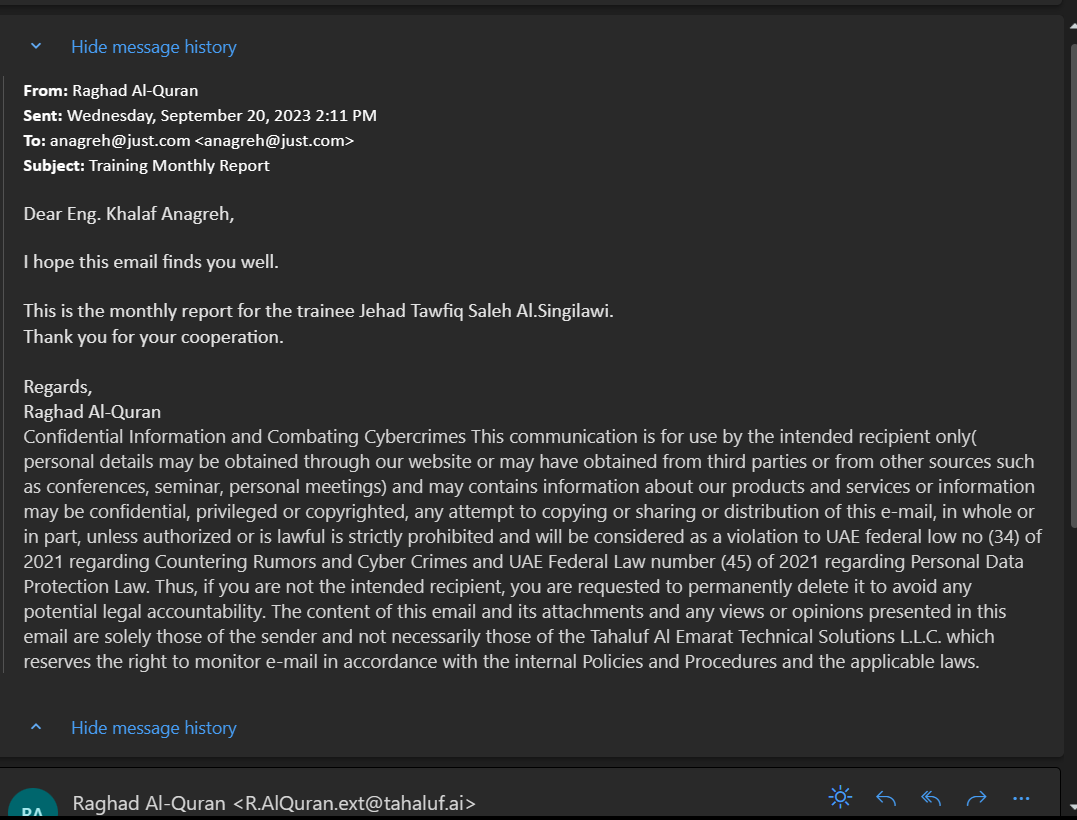 Hide message history
From: Raghad Al-Quran
Sent: Wednesday, September 20, 2023 2:11 PM
To: anagreh@just.com <anagreh@just.com>
Subject: Training Monthly Report
Dear Eng. Khalaf Anagreh,
I hope this email finds you well.
This is the monthly report for the trainee Jehad Tawfiq Saleh Al.Singilawi.
Thank you for your cooperation.
Regards,
Raghad Al-Quran
Confidential Information and Combating Cybercrimes This communication is for use by the intended recipient only(
personal details may be obtained through our website or may have obtained from third parties or from other sources such
as conferences, seminar, personal meetings) and may contains information about our products and services or information
may be confidential, privileged or copyrighted, any attempt to copying or sharing or distribution of this e-mail, in whole or
in part, unless authorized or is lawful is strictly prohibited and will be considered as a violation to UAE federal low no (34) of
2021 regarding Countering Rumors and Cyber Crimes and UAE Federal Law number (45) of 2021 regarding Personal Data
Protection Law. Thus, if you are not the intended recipient, you are requested to permanently delete it to avoid any
potential legal accountability. The content of this email and its attachments and any views or opinions presented in this
email are solely those of the sender and not necessarily those of the Tahaluf Al Emarat Technical Solutions L.L.C. which
reserves the right to monitor e-mail in accordance with the internal Policies and Procedures and the applicable laws.
Hide message history
RA
Raghad Al-Quran <R.AlQuran.ext@tahaluf.ai>